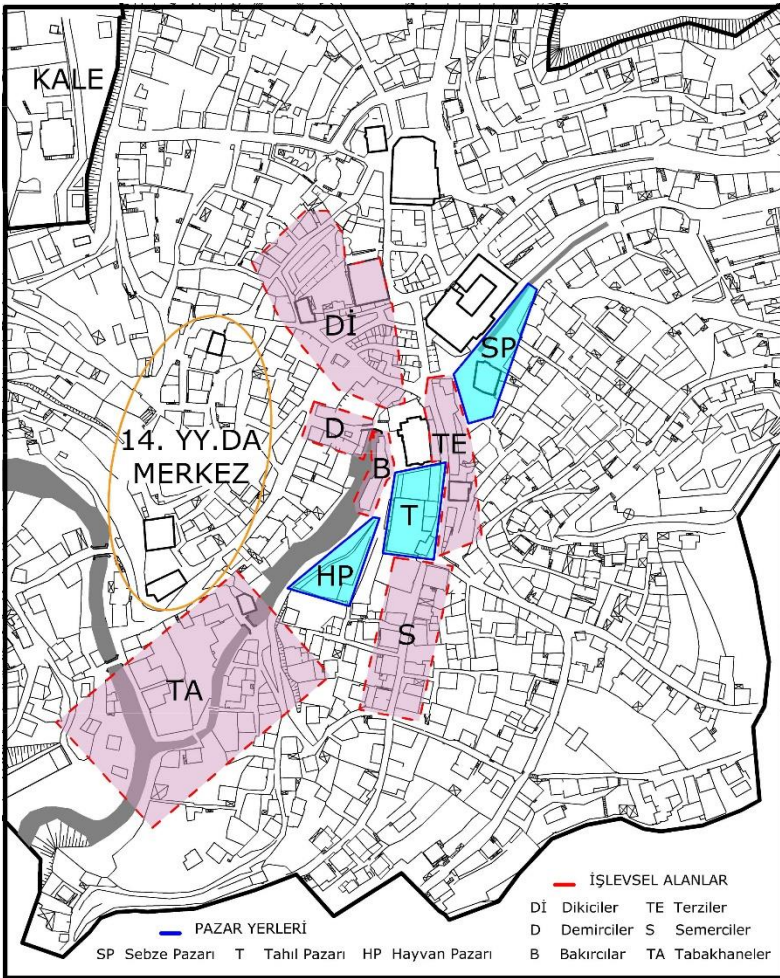 KALE
Dİ
SP
D
TE
14. YY.DA
MERKEZ
B
T
HP
S
TA
İŞLEVSEL ALANLAR
Dİ Dikiciler TE Terziler
PAZAR YERLERİ
D Demirciler S Semerciler
SP Sebze Pazarı T Tahıl Pazarı HP Hayvan Pazarı
B Bakırcılar TA Tabakhaneler